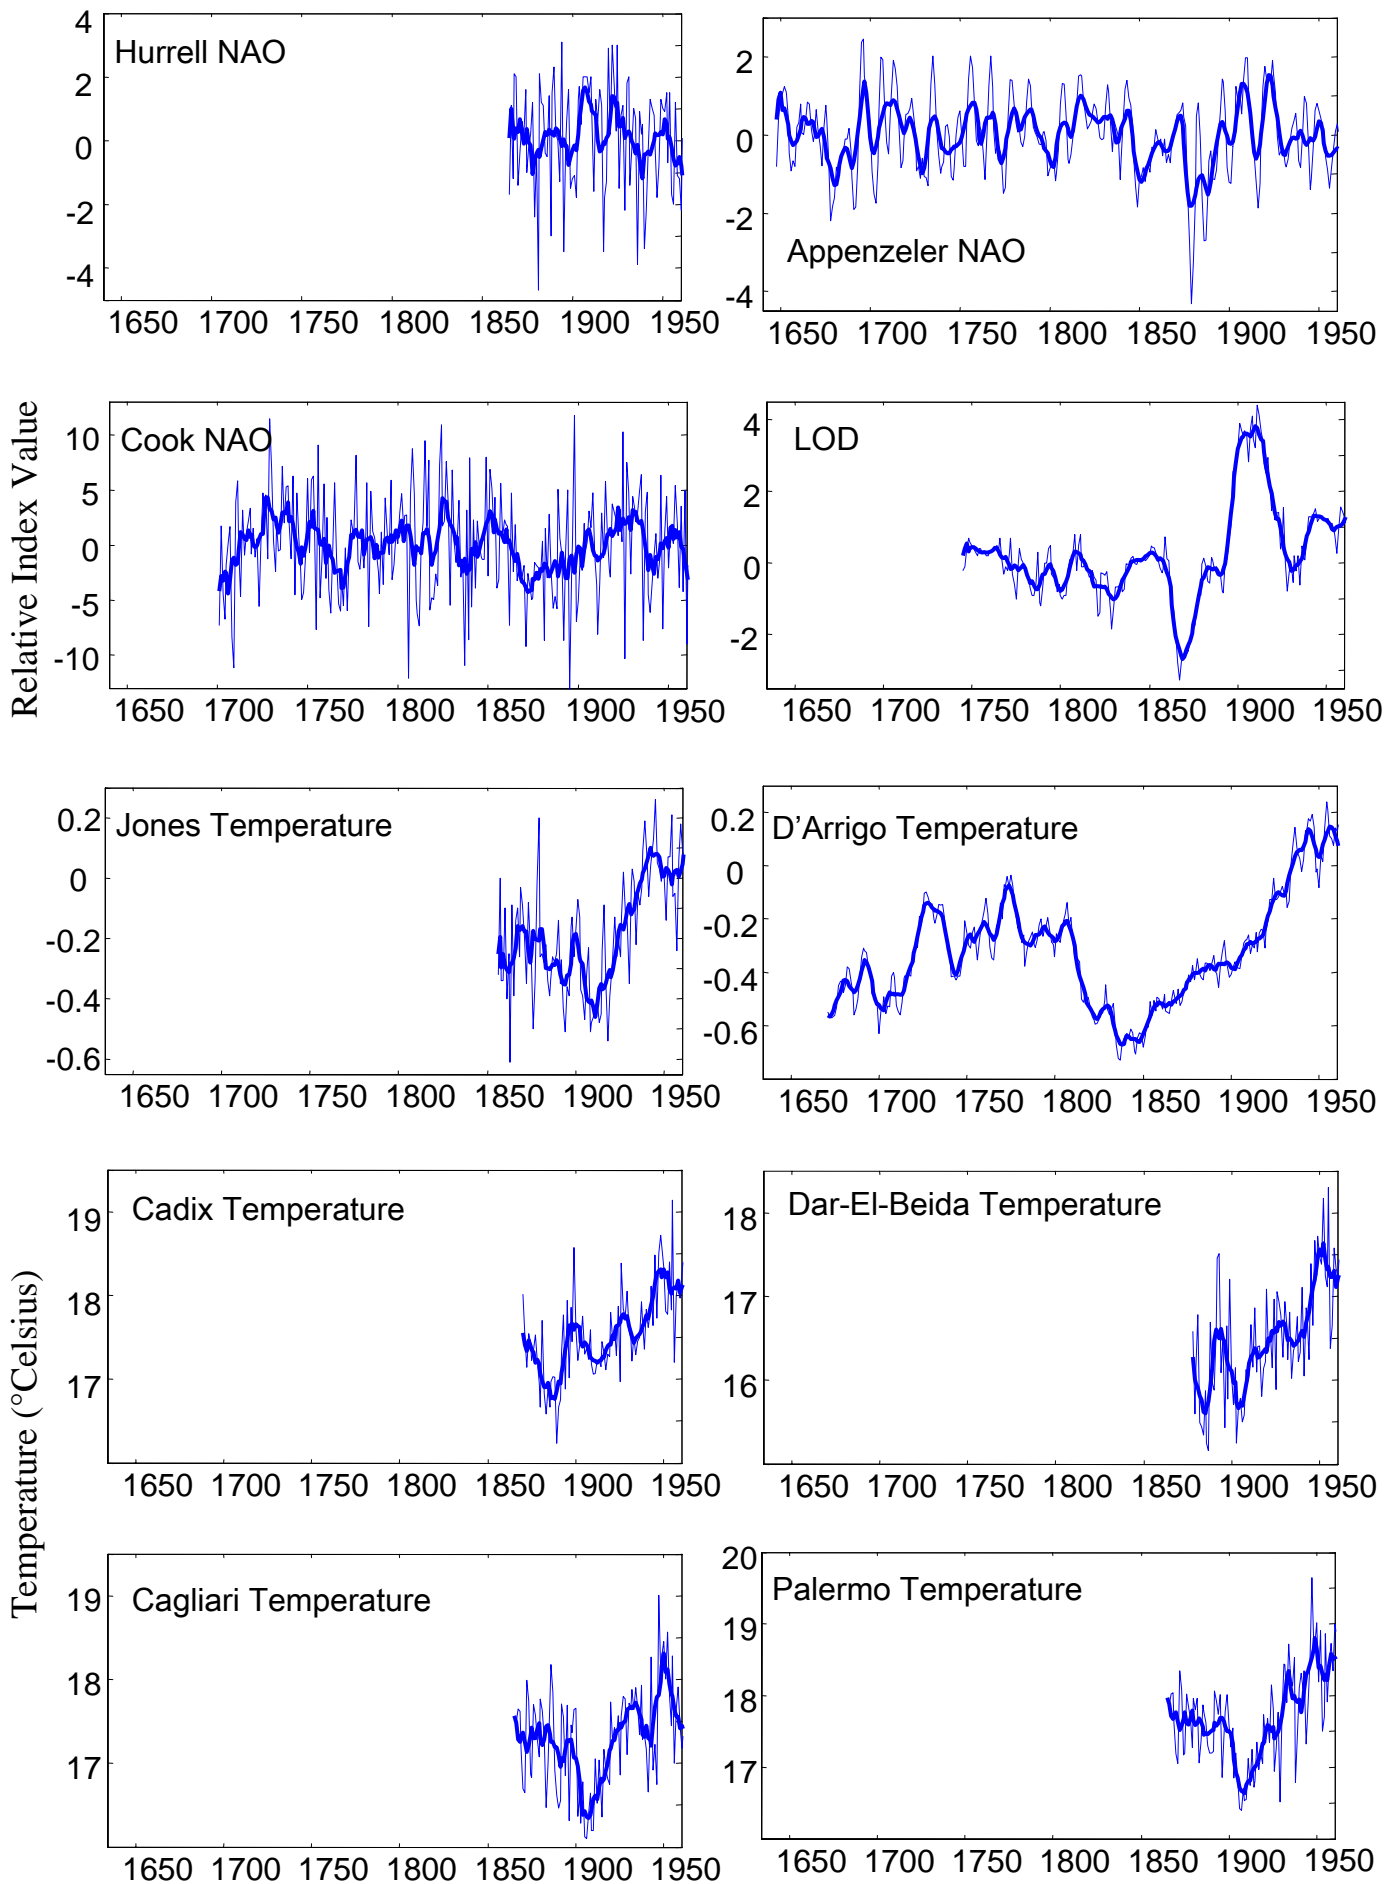 Relative Index Value
Temperature (°Celsius)
Hurrell NAO
4
2
0
-2
-4
1650 1700 1750 1800 1850 1900 1950
Appenzeler NAO
2
0
-2
-4
1650 1700 1750 1800 1850 1900 1950
Cook NAO
10
5
0
-5
-10
1650 1700 1750 1800 1850 1900 1950
LOD
4
2
0
-2
1650 1700 1750 1800 1850 1900 1950
Jones Temperature
0.2
0
-0.2
-0.4
-0.6
1650 1700 1750 1800 1850 1900 1950
D'Arrigo Temperature
0.2
0
-0.2
-0.4
-0.6
1650 1700 1750 1800 1850 1900 1950
Cadix Temperature
19
18
17
1650 1700 1750 1800 1850 1900 1950
Dar-El-Beida Temperature
18
17
16
1650 1700 1750 1800 1850 1900 1950
Cagliari Temperature
19
18
17
1650 1700 1750 1800 1850 1900 1950
Palermo Temperature
20
19
18
17
1650 1700 1750 1800 1850 1900 1950